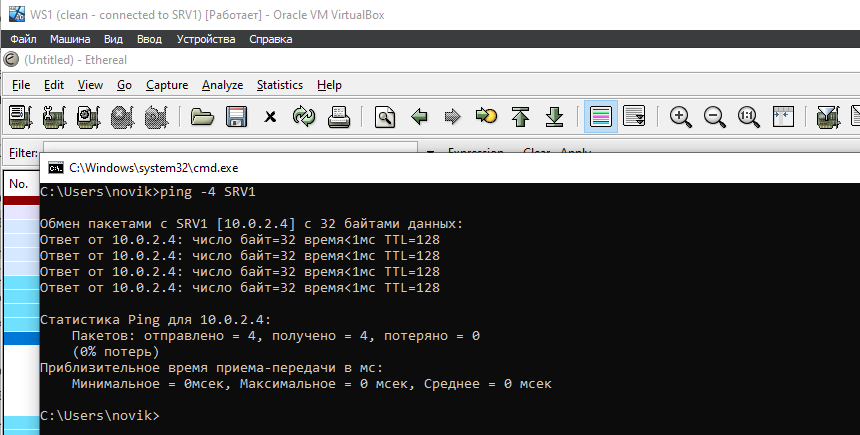 WS1 (clean - connected to SRV1) [Работает] - Oracle VM VirtualBox
Файл Машина Вид Ввод Устройства Справка
(Untitled) - Ethereal
File Edit View Go Capture Analyze Statistics Help
Filter: Expression... Clear Apply
C:\Windows\system32\cmd.exe
No.
C:\Users\novik>ping -4 SRV1
Обмен пакетами с SRV1 [10.0.2.4] с 32 байтами данных:
Ответ от 10.0.2.4: число байт=32 время<1мс TTL=128
Ответ от 10.0.2.4: число байт=32 время<1мс TTL=128
Ответ от 10.0.2.4: число байт=32 время<1мс TTL=128
Ответ от 10.0.2.4: число байт=32 время<1мс TTL=128
Статистика Ping для 10.0.2.4:
Пакетов: отправлено = 4, получено = 4, потеряно = 0
(0% потерь)
Приблизительное время приема-передачи в мс:
Минимальное = 0мсек, Максимальное = 0 мсек, Среднее = 0 мсек
C:\Users\novik>